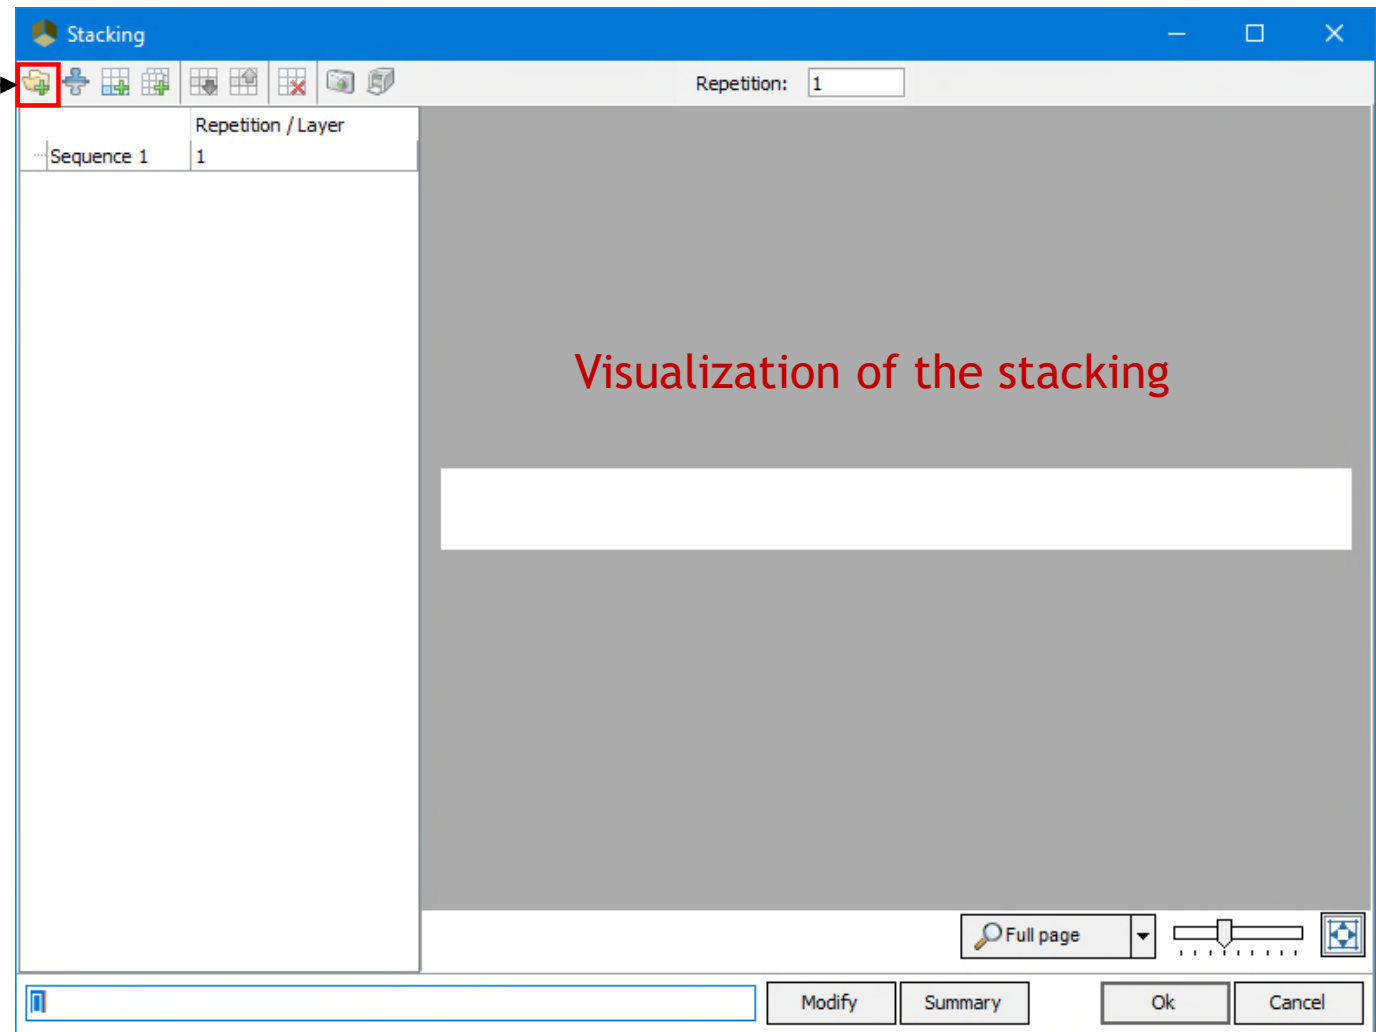 Stacking
Repetition: 1
Repetition / Layer
Sequence 1 1
Visualization of the stacking
Full page
[]
Modify Summary Ok Cancel